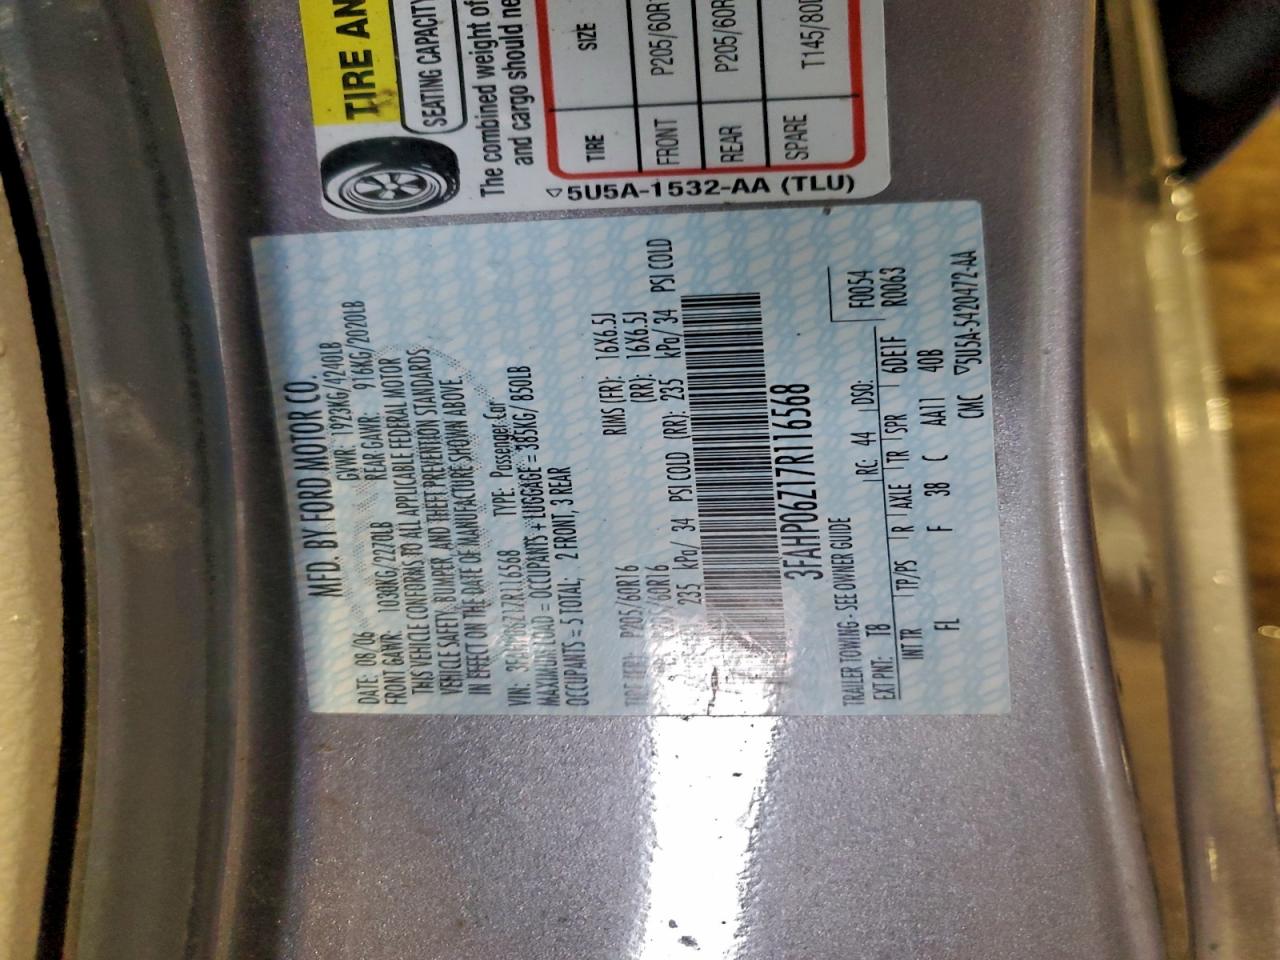 TIRE AN
SEATING CAPACITY
The combined weight of
and cargo should ne
TIRE SIZE
FRONT P205/60R
REAR P205/60R
SPARE T145/80
5U5A-1532-AA (TLU)
MFD. BY FORD MOTOR CO.
DATE: 08/06 GVWR: 1923KG/4240LB
FRONT GAWR: 1030KG/2270LB REAR GAWR: 916KG/2020LB
THIS VEHICLE CONFORMS TO ALL APPLICABLE FEDERAL MOTOR
VEHICLE SAFETY, BUMPER, AND THEFT PREVENTION STANDARDS
IN EFFECT ON THE DATE OF MANUFACTURE SHOWN ABOVE.
VIN: 3FAHP06Z17R116568 TYPE: Passenger Car
MAXIMUM LOAD = OCCUPANTS + LUGGAGE = 385KG/ 850LB
OCCUPANTS = 5 TOTAL; 2 FRONT, 3 REAR
P205/60R16 RIMS (FR): 16X6.5J
/60R16 (RR): 16X6.5J
235 kPa/ 34 PSI COLD (RR): 235 kPa/ 34 PSI COLD
3FAHP06Z17R116568
TRAILER TOWING - SEE OWNER GUIDE F0054
EXT PNT: T8 RC: 44 DSO: R0063
INT TR TP/PS R AXLE TR SPR 6DE1F
FL F 38 C AA11 40B
CMC 5U5A-5420472-AA